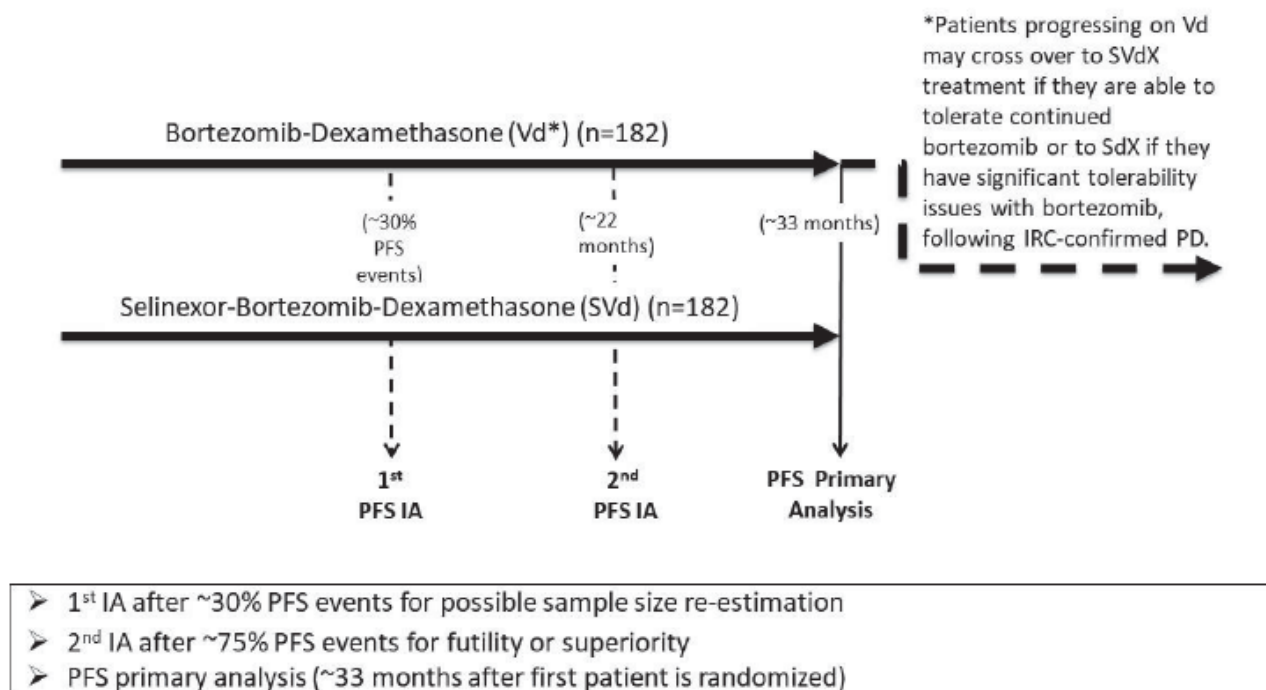 *Patients progressing on Vd
may cross over to SVdX
treatment if they are able to
tolerate continued
bortezomib or to SdX if they
have significant tolerability
issues with bortezomib,
following IRC-confirmed PD.
Bortezomib-Dexamethasone (Vd*) (n=182)
(~30%
PFS
events)
(~22
months)
(~33 months)
Selinexor-Bortezomib-Dexamethasone (SVd) (n=182)
1st
PFS IA
2nd
PFS IA
PFS Primary
Analysis
➢ 1st IA after ~30% PFS events for possible sample size re-estimation
➢ 2nd IA after ~75% PFS events for futility or superiority
➢ PFS primary analysis (~33 months after first patient is randomized)